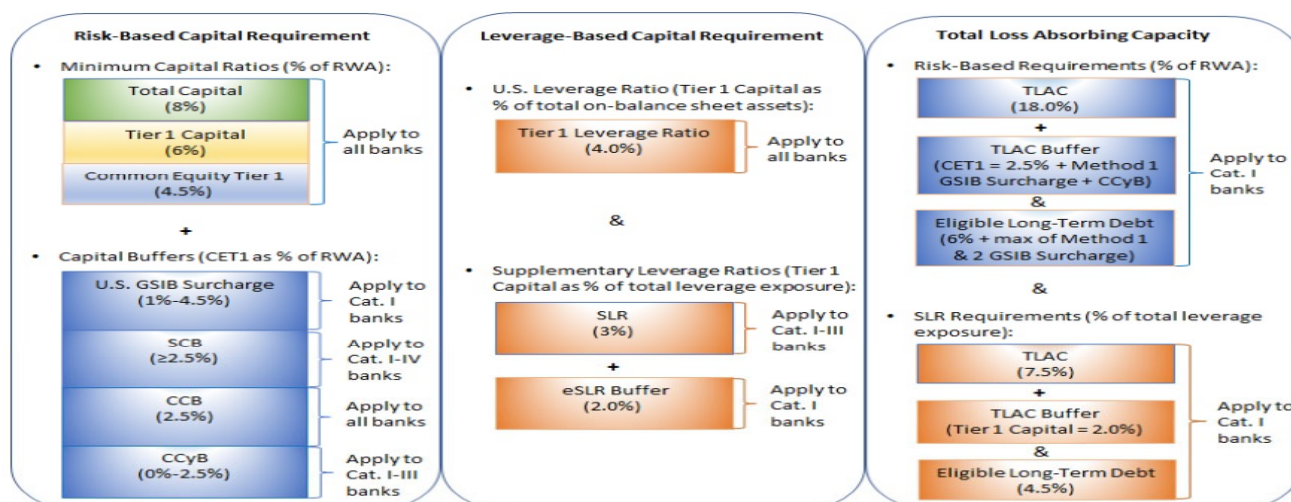 Risk-Based Capital Requirement
• Minimum Capital Ratios (% of RWA):
Total Capital
(8%)
Tier 1 Capital
(6%)
Common Equity Tier 1
(4.5%)
Apply to
all banks
+
• Capital Buffers (CET1 as % of RWA):
U.S. GSIB Surcharge
(1%-4.5%)
Apply to
Cat. I
banks
SCB
(≥2.5%)
Apply to
Cat. I-IV
banks
CCB
(2.5%)
Apply to
all banks
CCyB
(0%-2.5%)
Apply to
Cat. I-III
Leverage-Based Capital Requirement
• U.S. Leverage Ratio (Tier 1 Capital as
% of total on-balance sheet assets):
Tier 1 Leverage Ratio
(4.0%)
Apply to
all banks
&
• Supplementary Leverage Ratios (Tier 1
Capital as % of total leverage exposure):
SLR
(3%)
Apply to
Cat. I-III
banks
+
eSLR Buffer
(2.0%)
Apply to
Cat. I
banks
Total Loss Absorbing Capacity
• Risk-Based Requirements (% of RWA):
TLAC
(18.0%)
+
TLAC Buffer
(CET1 = 2.5% + Method 1
GSIB Surcharge + CCyB)
&
Eligible Long-Term Debt
(6% + max of Method 1
& 2 GSIB Surcharge)
Apply to
Cat. I
banks
&
• SLR Requirements (% of total leverage
exposure):
TLAC
(7.5%)
+
TLAC Buffer
(Tier 1 Capital = 2.0%)
&
Eligible Long-Term Debt
(4.5%)
Apply to
Cat. I
banks